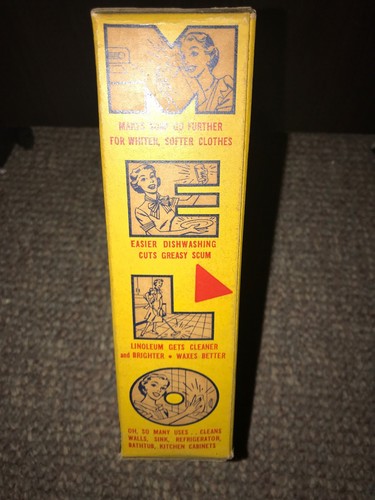 M
MAKES SOAP GO FURTHER
FOR WHITER, SOFTER CLOTHES
E
EASIER DISHWASHING
CUTS GREASY SCUM
L
LINOLEUM GETS CLEANER
and BRIGHTER • WAXES BETTER
O
OH, SO MANY USES . . CLEANS
WALLS, SINK, REFRIGERATOR,
BATHTUB, KITCHEN CABINETS